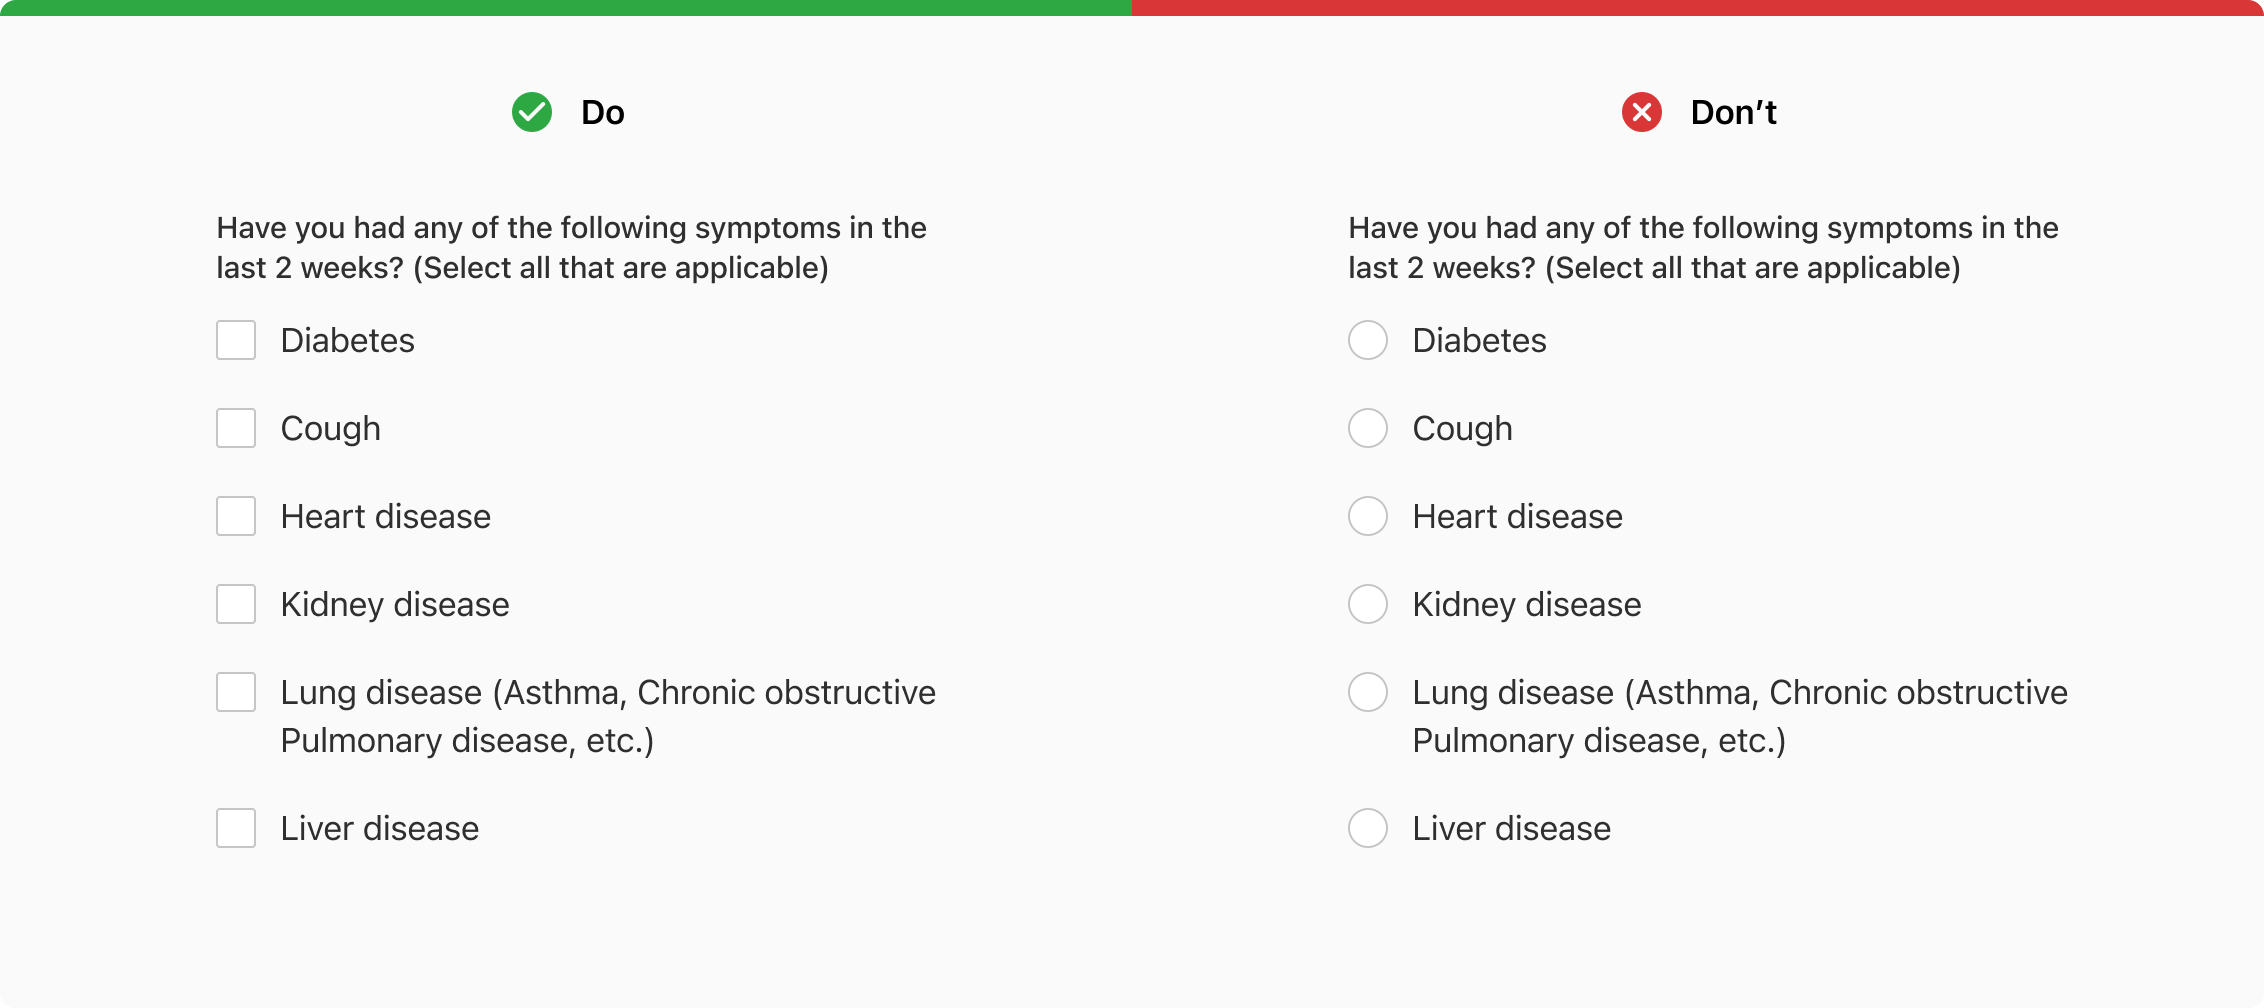 Do
Have you had any of the following symptoms in the
last 2 weeks? (Select all that are applicable)
Diabetes
Cough
Heart disease
Kidney disease
Lung disease (Asthma, Chronic obstructive
Pulmonary disease, etc.)
Liver disease
Don’t
Have you had any of the following symptoms in the
last 2 weeks? (Select all that are applicable)
Diabetes
Cough
Heart disease
Kidney disease
Lung disease (Asthma, Chronic obstructive
Pulmonary disease, etc.)
Liver disease